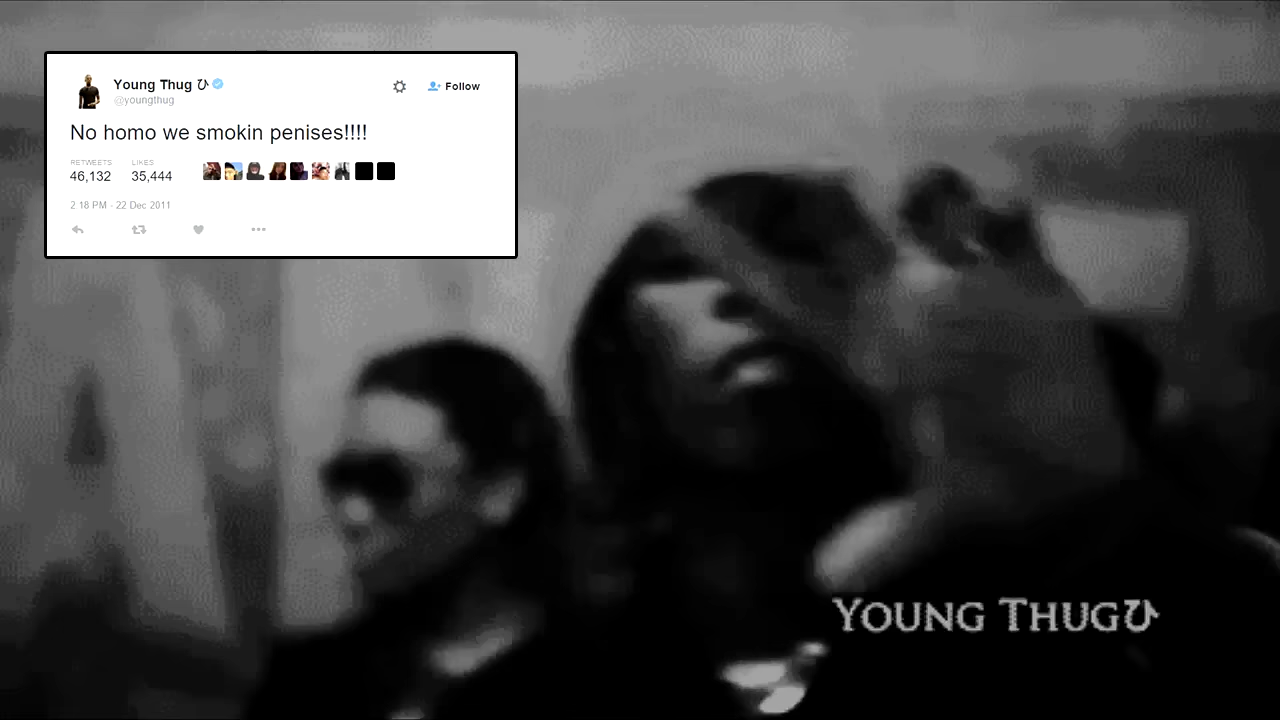 Young Thug ひ
@youngthug
Follow
No homo we smokin penises!!!!
RETWEETS LIKES
46,132 35,444
2:18 PM - 22 Dec 2011
Young Thugひ